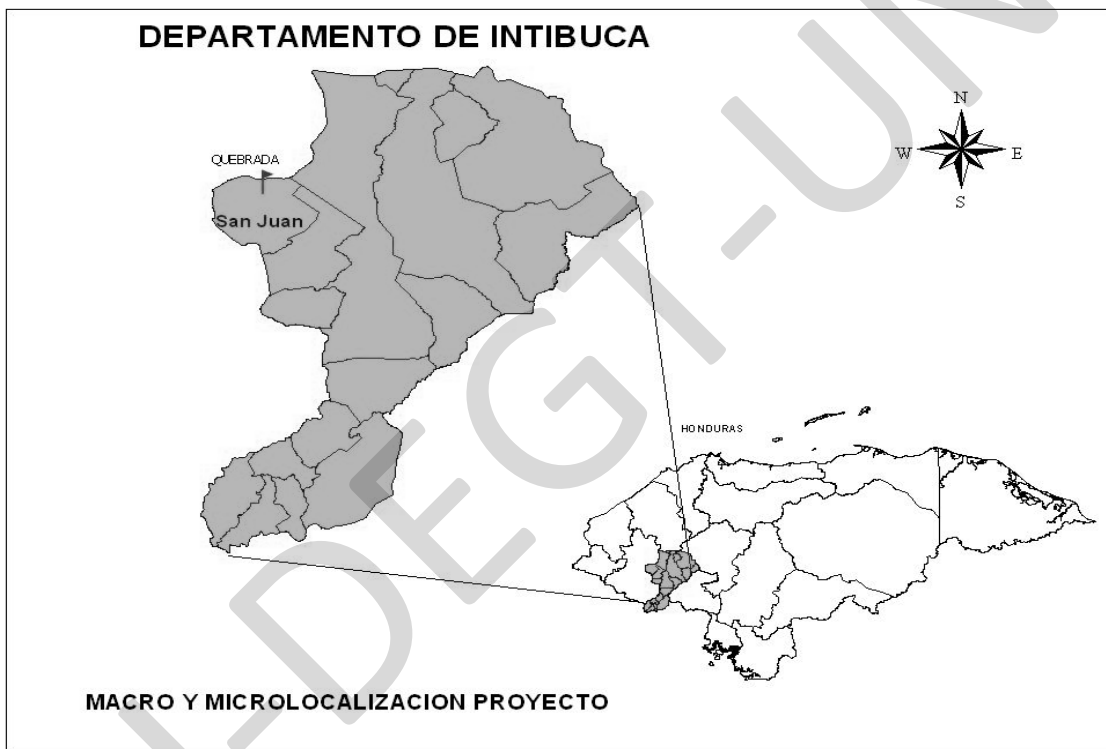 DEPARTAMENTO DE INTIBUCA
N
QUEBRADA
W
E
S
San Juan
HONDURAS
MACRO Y MICROLOCALIZACION PROYECTO
DEGT-UN